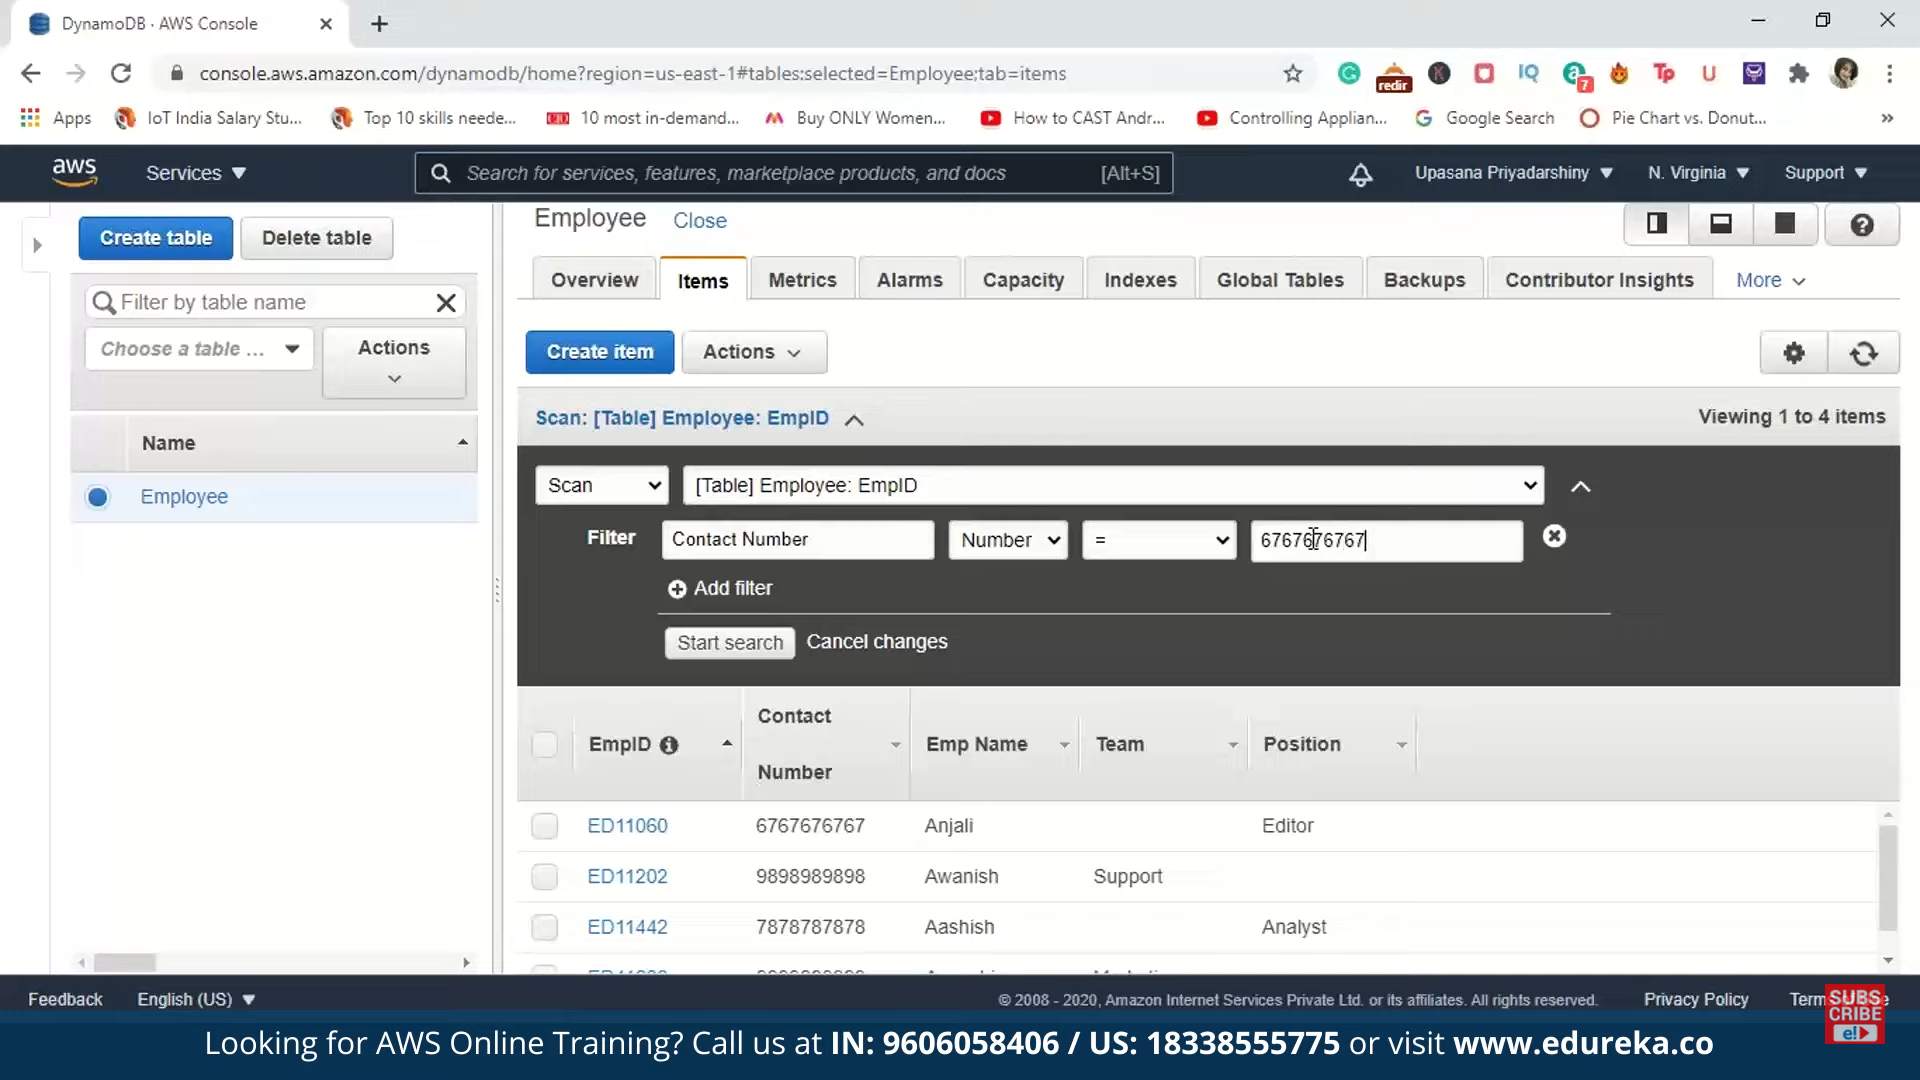 DynamoDB · AWS Console
console.aws.amazon.com/dynamodb/home?region=us-east-1#tables:selected=Employee;tab=items
redir
K
IQ
a
7
Tp
U
Apps
IoT India Salary Stu...
Top 10 skills neede...
10 most in-demand...
Buy ONLY Women...
How to CAST Andr...
Controlling Applian...
Google Search
Pie Chart vs. Donut...
»
aws
Services
Search for services, features, marketplace products, and docs
[Alt+S]
Upasana Priyadarshiny
N. Virginia
Support
Create table
Delete table
Employee
Close
Overview
Items
Metrics
Alarms
Capacity
Indexes
Global Tables
Backups
Contributor Insights
More
Filter by table name
Choose a table ...
Actions
Name
Employee
Create item
Actions
Scan: [Table] Employee: EmpID
Viewing 1 to 4 items
Scan
[Table] Employee: EmpID
Filter
Contact Number
Number
=
6767676767
Add filter
Start search
Cancel changes
EmpID
Contact Number
Emp Name
Team
Position
ED11060 6767676767 Anjali Editor
ED11202 9898989898 Awanish Support
ED11442 7878787878 Aashish Analyst
Feedback
English (US)
© 2008 - 2020, Amazon Internet Services Private Ltd. or its affiliates. All rights reserved.
Privacy Policy
SUBS
CRIBE
e!
Looking for AWS Online Training? Call us at IN: 9606058406 / US: 18338555775 or visit www.edureka.co